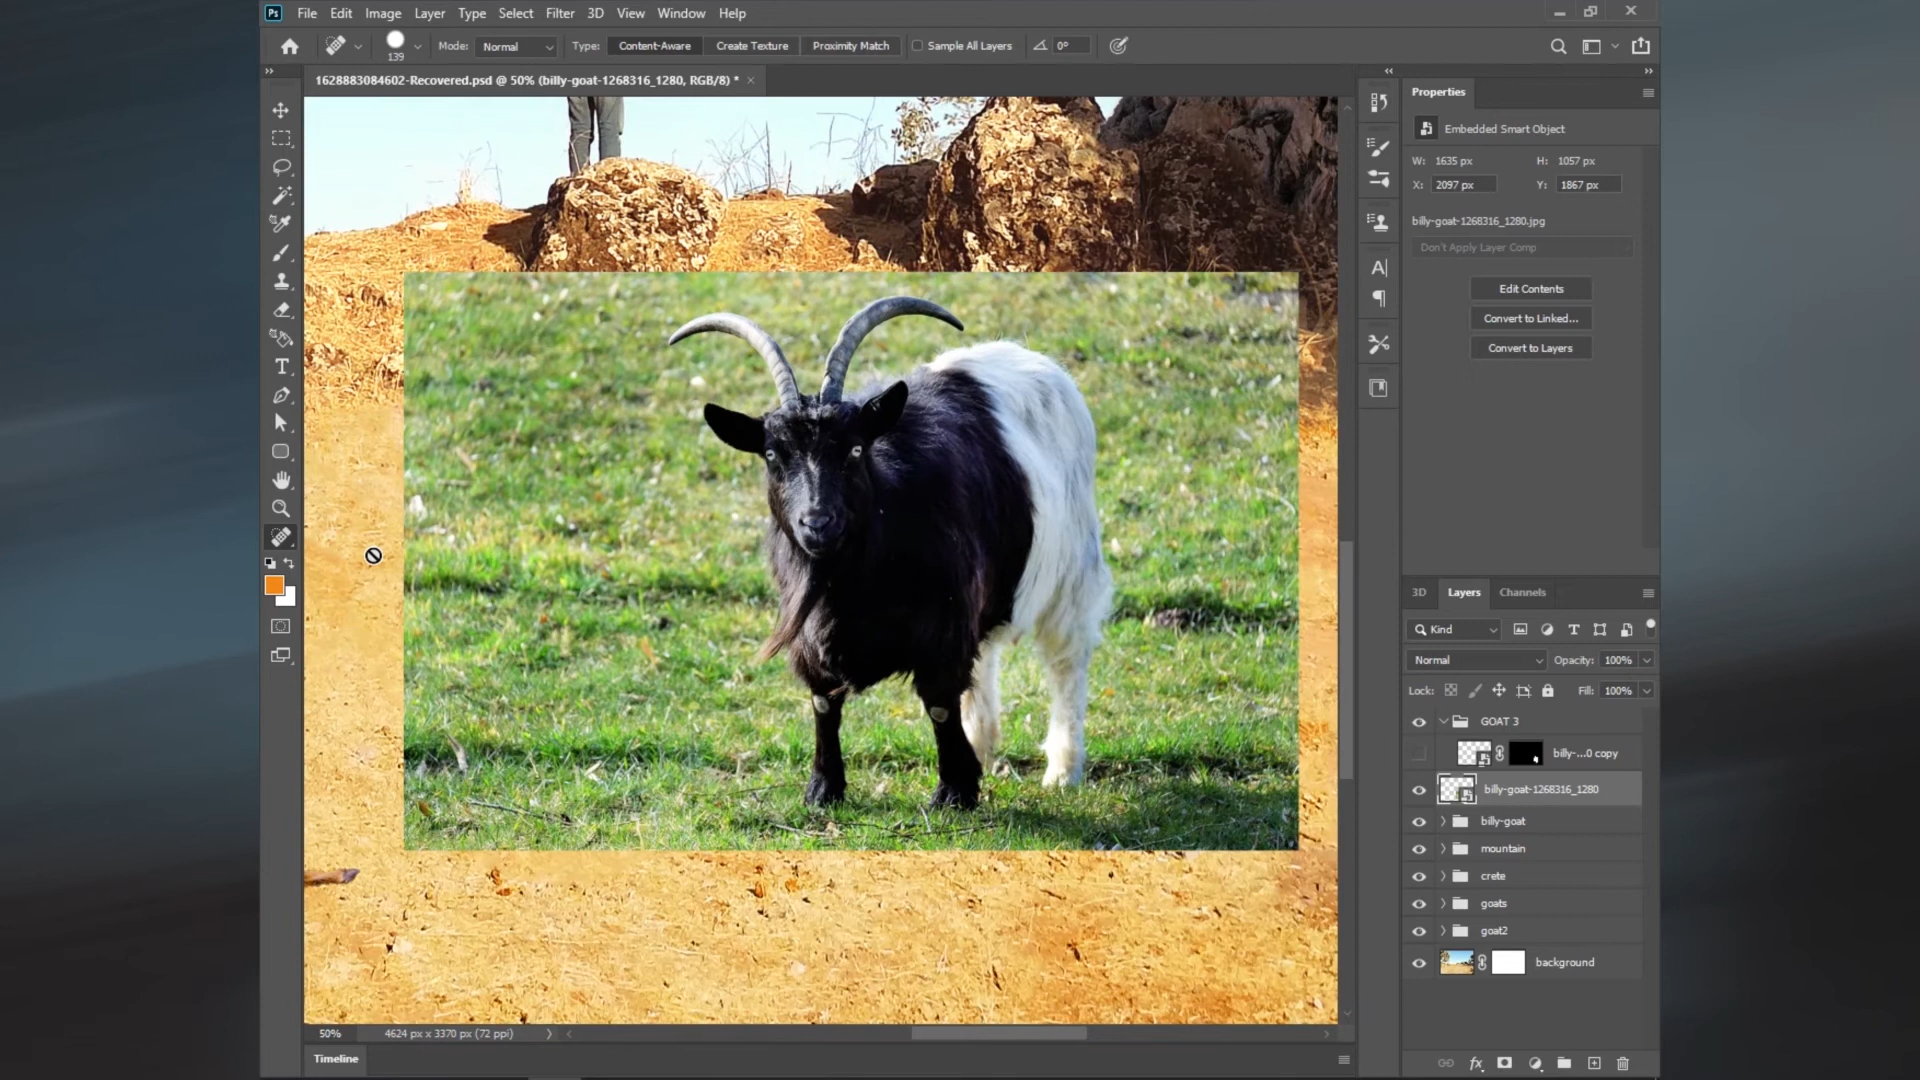 Ps File Edit Image Layer Type Select Filter 3D View Window Help
139 Mode: Normal Type: Content-Aware Create Texture Proximity Match Sample All Layers 0°
1628883084602-Recovered.psd @ 50% (billy-goat-1268316_1280, RGB/8) *
Properties
Embedded Smart Object
W: 1635 px H: 1057 px
X: 2097 px Y: 1867 px
billy-goat-1268316_1280.jpg
Don't Apply Layer Comp
Edit Contents
Convert to Linked...
Convert to Layers
3D Layers Channels
Kind
Normal Opacity: 100%
Lock: Fill: 100%
GOAT 3
billy-...0 copy
billy-goat-1268316_1280
billy-goat
mountain
crete
goats
goat2
background
50% 4624 px x 3370 px (72 ppi)
Timeline
fx